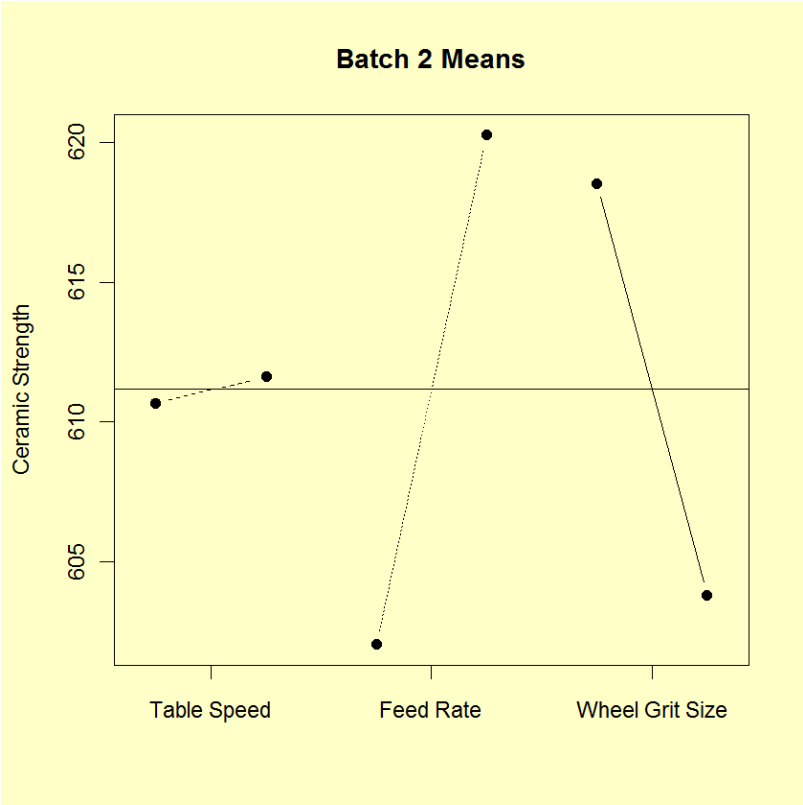 Batch 2 Means
Ceramic Strength
620
615
610
605
Table Speed
Feed Rate
Wheel Grit Size